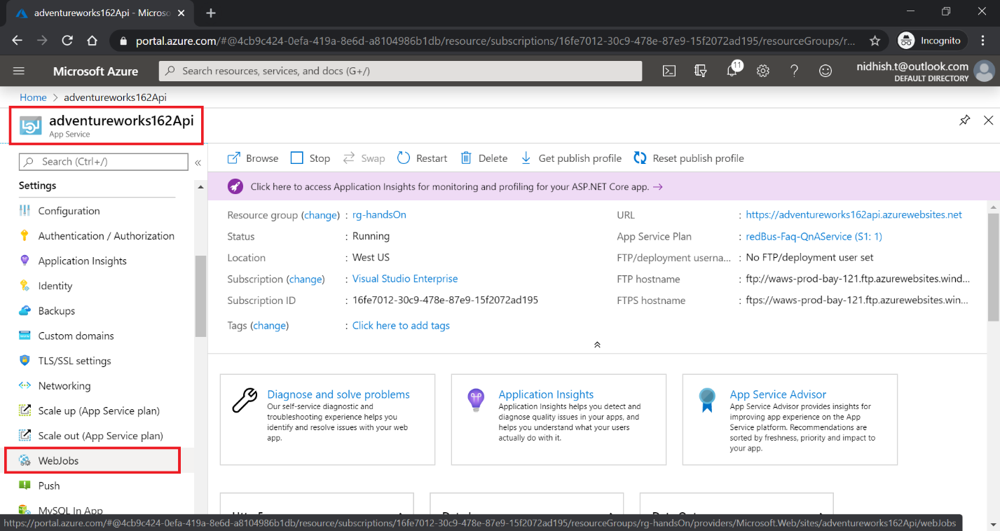 adventureworks162Api - Microso
portal.azure.com/#@4cb9c424-0efa-419a-8e6d-a8104986b1db/resource/subscriptions/16fe7012-30c9-478e-87e9-15f2072ad195/resourceGroups/r...
Incognito
Microsoft Azure
Search resources, services, and docs (G+/)
11
nidhish.t@outlook.com
DEFAULT DIRECTORY
Home > adventureworks162Api
adventureworks162Api
App Service
Search (Ctrl+/)
«
Settings
Configuration
Authentication / Authorization
Application Insights
Identity
Backups
Custom domains
TLS/SSL settings
Networking
Scale up (App Service plan)
Scale out (App Service plan)
WebJobs
Push
MySQL In App
Browse Stop Swap Restart Delete Get publish profile Reset publish profile
Click here to access Application Insights for monitoring and profiling for your ASP.NET Core app. →
Resource group (change) : rg-handsOn
Status : Running
Location : West US
Subscription (change) : Visual Studio Enterprise
Subscription ID : 16fe7012-30c9-478e-87e9-15f2072ad195
Tags (change) : Click here to add tags
URL : https://adventureworks162api.azurewebsites.net
App Service Plan : redBus-Faq-QnAService (S1: 1)
FTP/deployment userna... : No FTP/deployment user set
FTP hostname : ftp://waws-prod-bay-121.ftp.azurewebsites.wind...
FTPS hostname : ftps://waws-prod-bay-121.ftp.azurewebsites.win...
Diagnose and solve problems
Our self-service diagnostic and
troubleshooting experience helps you
identify and resolve issues with your web
app.
Application Insights
Application Insights helps you detect and
diagnose quality issues in your apps, and
helps you understand what your users
actually do with it.
App Service Advisor
App Service Advisor provides insights for
improving app experience on the App
Service platform. Recommendations are
sorted by freshness, priority and impact to
your app.
https://portal.azure.com/#@4cb9c424-0efa-419a-8e6d-a8104986b1db/resource/subscriptions/16fe7012-30c9-478e-87e9-15f2072ad195/resourceGroups/rg-handsOn/providers/Microsoft.Web/sites/adventureworks162Api/webJobs